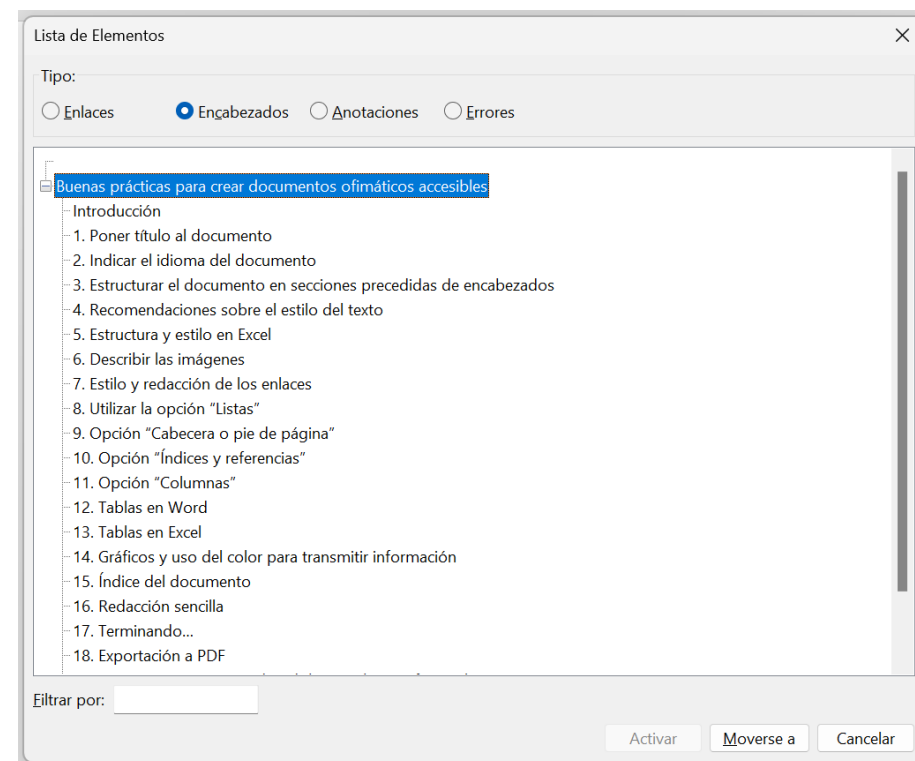 Lista de Elementos
Tipo:
Enlaces Encabezados Anotaciones Errores
Buenas prácticas para crear documentos ofimáticos accesibles
Introducción
1. Poner título al documento
2. Indicar el idioma del documento
3. Estructurar el documento en secciones precedidas de encabezados
4. Recomendaciones sobre el estilo del texto
5. Estructura y estilo en Excel
6. Describir las imágenes
7. Estilo y redacción de los enlaces
8. Utilizar la opción “Listas”
9. Opción “Cabecera o pie de página”
10. Opción “Índices y referencias”
11. Opción “Columnas”
12. Tablas en Word
13. Tablas en Excel
14. Gráficos y uso del color para transmitir información
15. Índice del documento
16. Redacción sencilla
17. Terminando...
18. Exportación a PDF
Filtrar por:
Activar Moverse a Cancelar